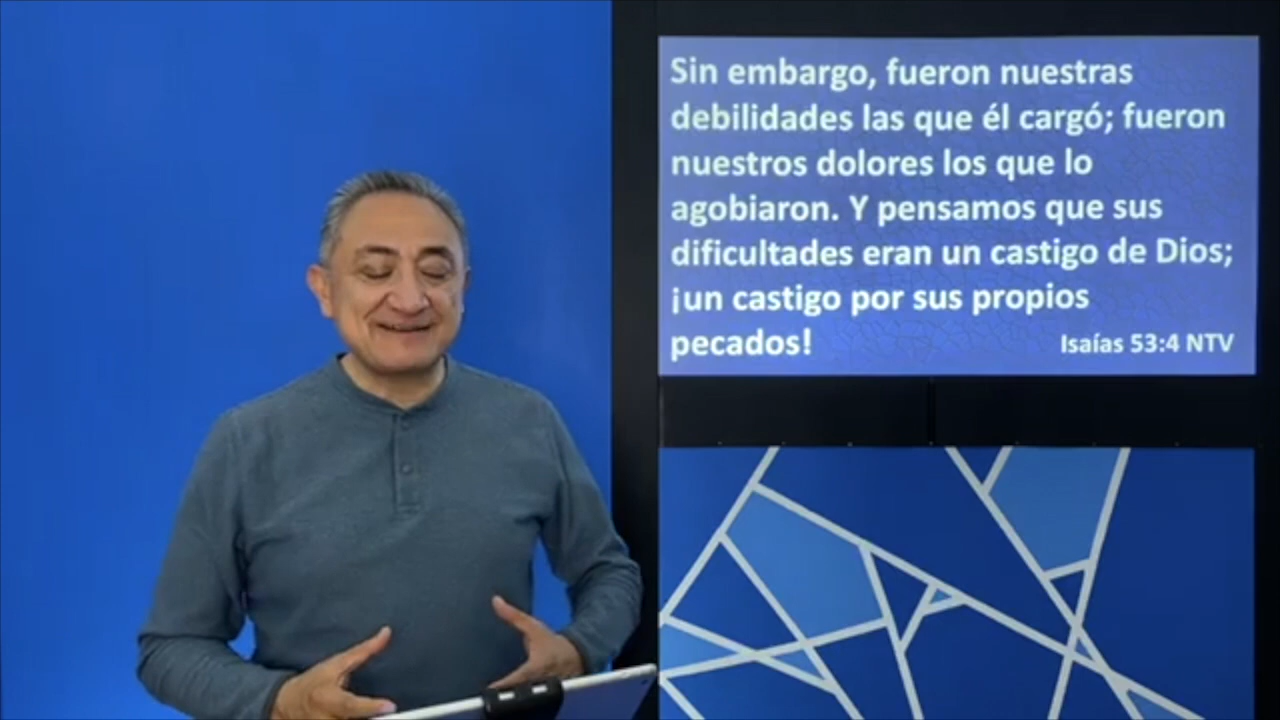 Sin embargo, fueron nuestras
debilidades las que él cargó; fueron
nuestros dolores los que lo
agobiaron. Y pensamos que sus
dificultades eran un castigo de Dios;
¡un castigo por sus propios
pecados!
Isaías 53:4 NTV